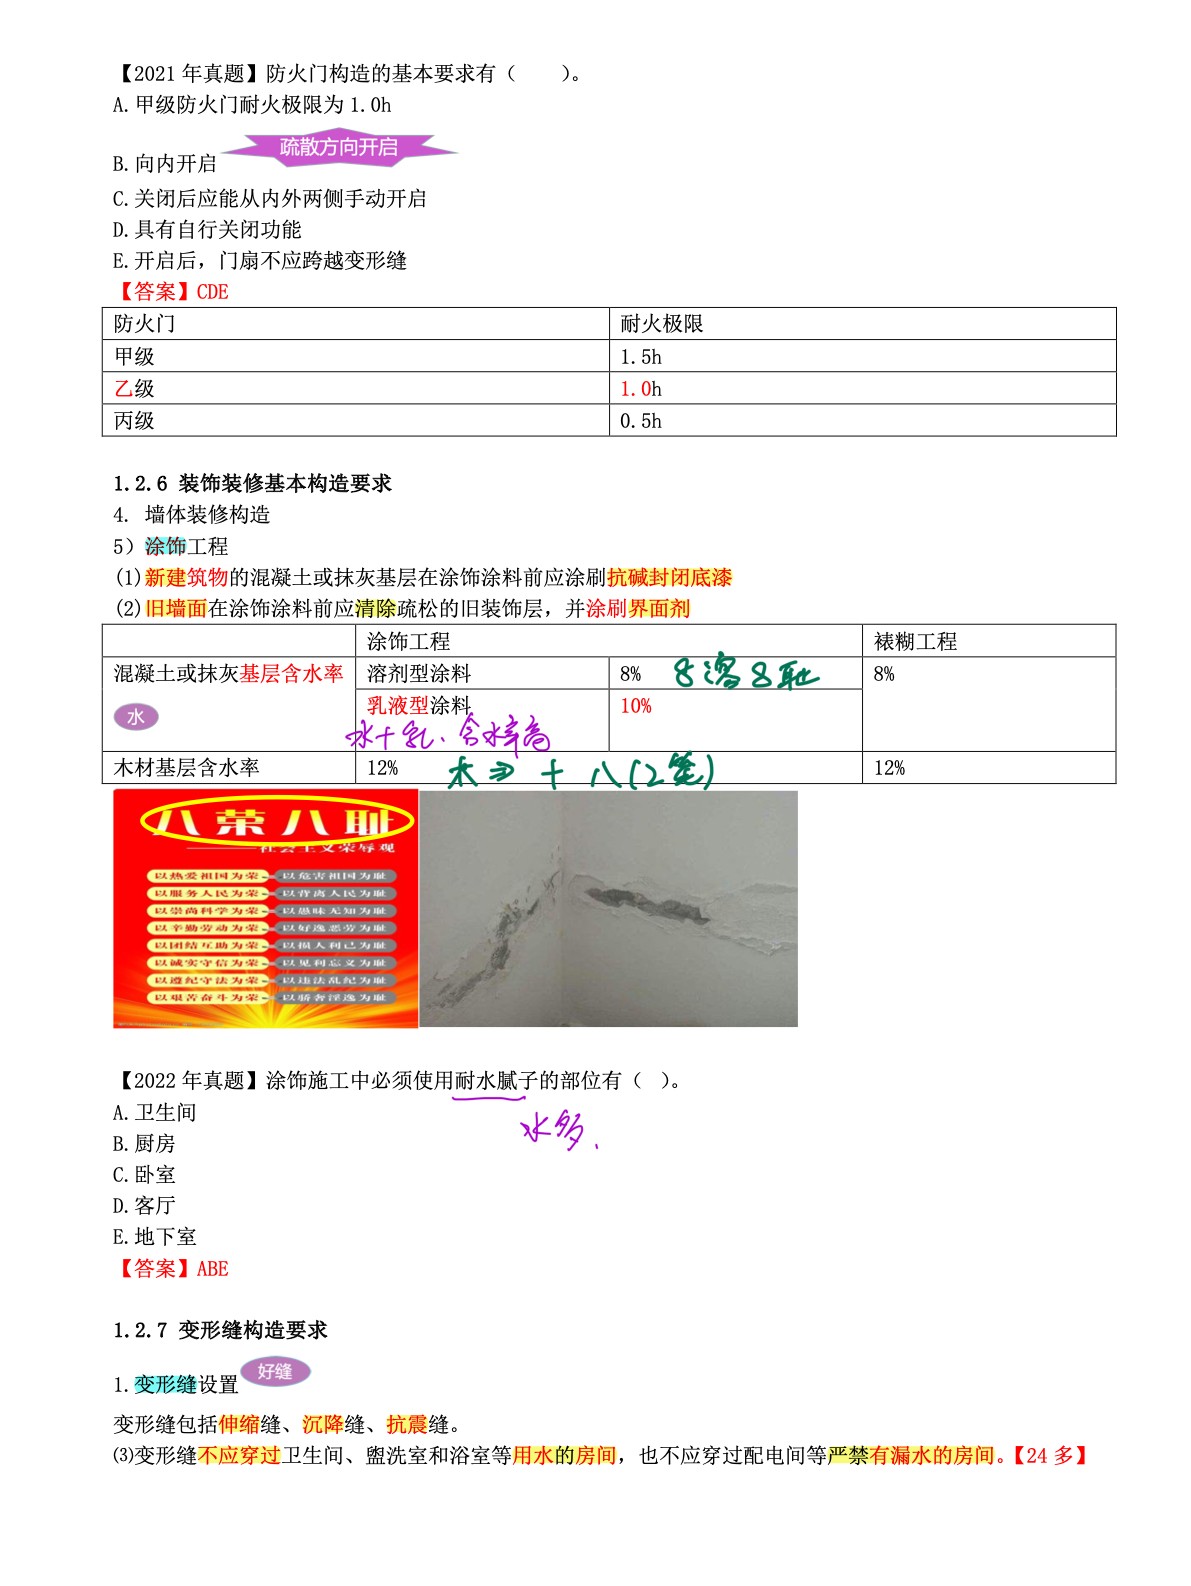 【2021 年真题】防火门构造的基本要求有（　　）。
A.甲级防火门耐火极限为 1.0h
疏散方向开启
B.向内开启
C.关闭后应能从内外两侧手动开启
D.具有自行关闭功能
E.开启后，门扇不应跨越变形缝
【答案】CDE
防火门 耐火极限
甲级 1.5h
乙级 1.0h
丙级 0.5h
1.2.6 装饰装修基本构造要求
4. 墙体装修构造
5）涂饰工程
(1)新建筑物的混凝土或抹灰基层在涂饰涂料前应涂刷抗碱封闭底漆
(2)旧墙面在涂饰涂料前应清除疏松的旧装饰层，并涂刷界面剂
涂饰工程 裱糊工程
混凝土或抹灰基层含水率 溶剂型涂料 8% 8溶8耻 8%
水 乳液型涂料 10%
水十乳.含水率高
木材基层含水率 12% 木 十 八(2笔) 12%
八荣八耻
社会主义荣辱观
以热爱祖国为荣 以危害祖国为耻
以服务人民为荣 以背离人民为耻
以崇尚科学为荣 以愚昧无知为耻
以辛勤劳动为荣 以好逸恶劳为耻
以团结互助为荣 以损人利己为耻
以诚实守信为荣 以见利忘义为耻
以遵纪守法为荣 以违法乱纪为耻
以艰苦奋斗为荣 以骄奢淫逸为耻
【2022 年真题】涂饰施工中必须使用耐水腻子的部位有（　）。
A.卫生间
水多.
B.厨房
C.卧室
D.客厅
E.地下室
【答案】ABE
1.2.7 变形缝构造要求
1.变形缝设置 好缝
变形缝包括伸缩缝、沉降缝、抗震缝。
⑶变形缝不应穿过卫生间、盥洗室和浴室等用水的房间，也不应穿过配电间等严禁有漏水的房间。【24 多】